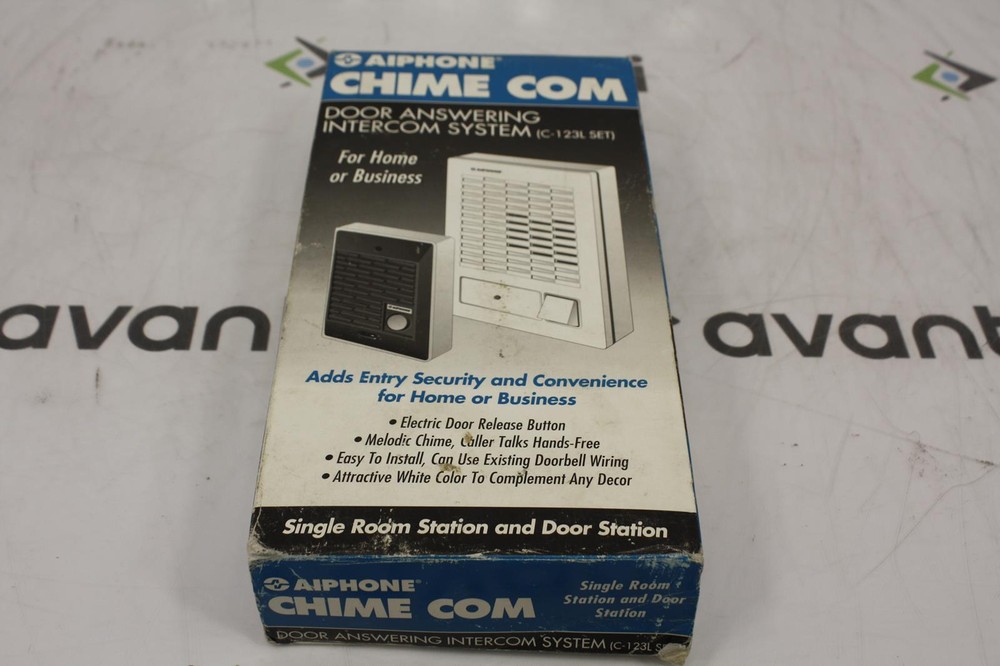 AIPHONE®
CHIME COM
DOOR ANSWERING
INTERCOM SYSTEM (C-123L SET)
For Home
or Business
Adds Entry Security and Convenience
for Home or Business
• Electric Door Release Button
• Melodic Chime, Caller Talks Hands-Free
• Easy To Install, Can Use Existing Doorbell Wiring
• Attractive White Color To Complement Any Decor
Single Room Station and Door Station
AIPHONE®
CHIME COM
Single Room
Station and Door
Station
DOOR ANSWERING INTERCOM SYSTEM (C-123L
avan
avant